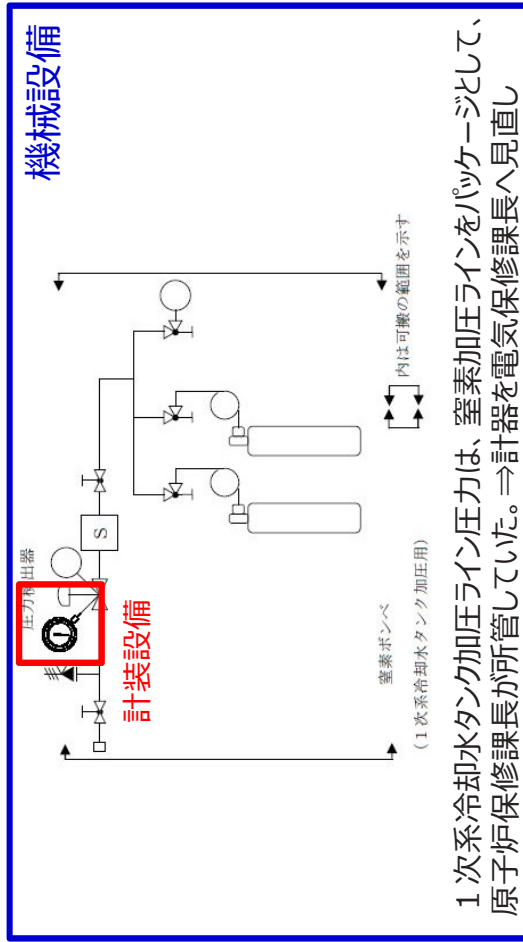 機械設備
圧力検出器
計装設備
S
内は可搬の範囲を示す
窒素ボンベ
(1次系冷却水タンク加圧用)
1次系冷却水タンク加圧ライン圧力は、窒素加圧ラインをパッケージとして、
原子炉保修課長が所管していた。⇒計器を電気保修課長へ見直し